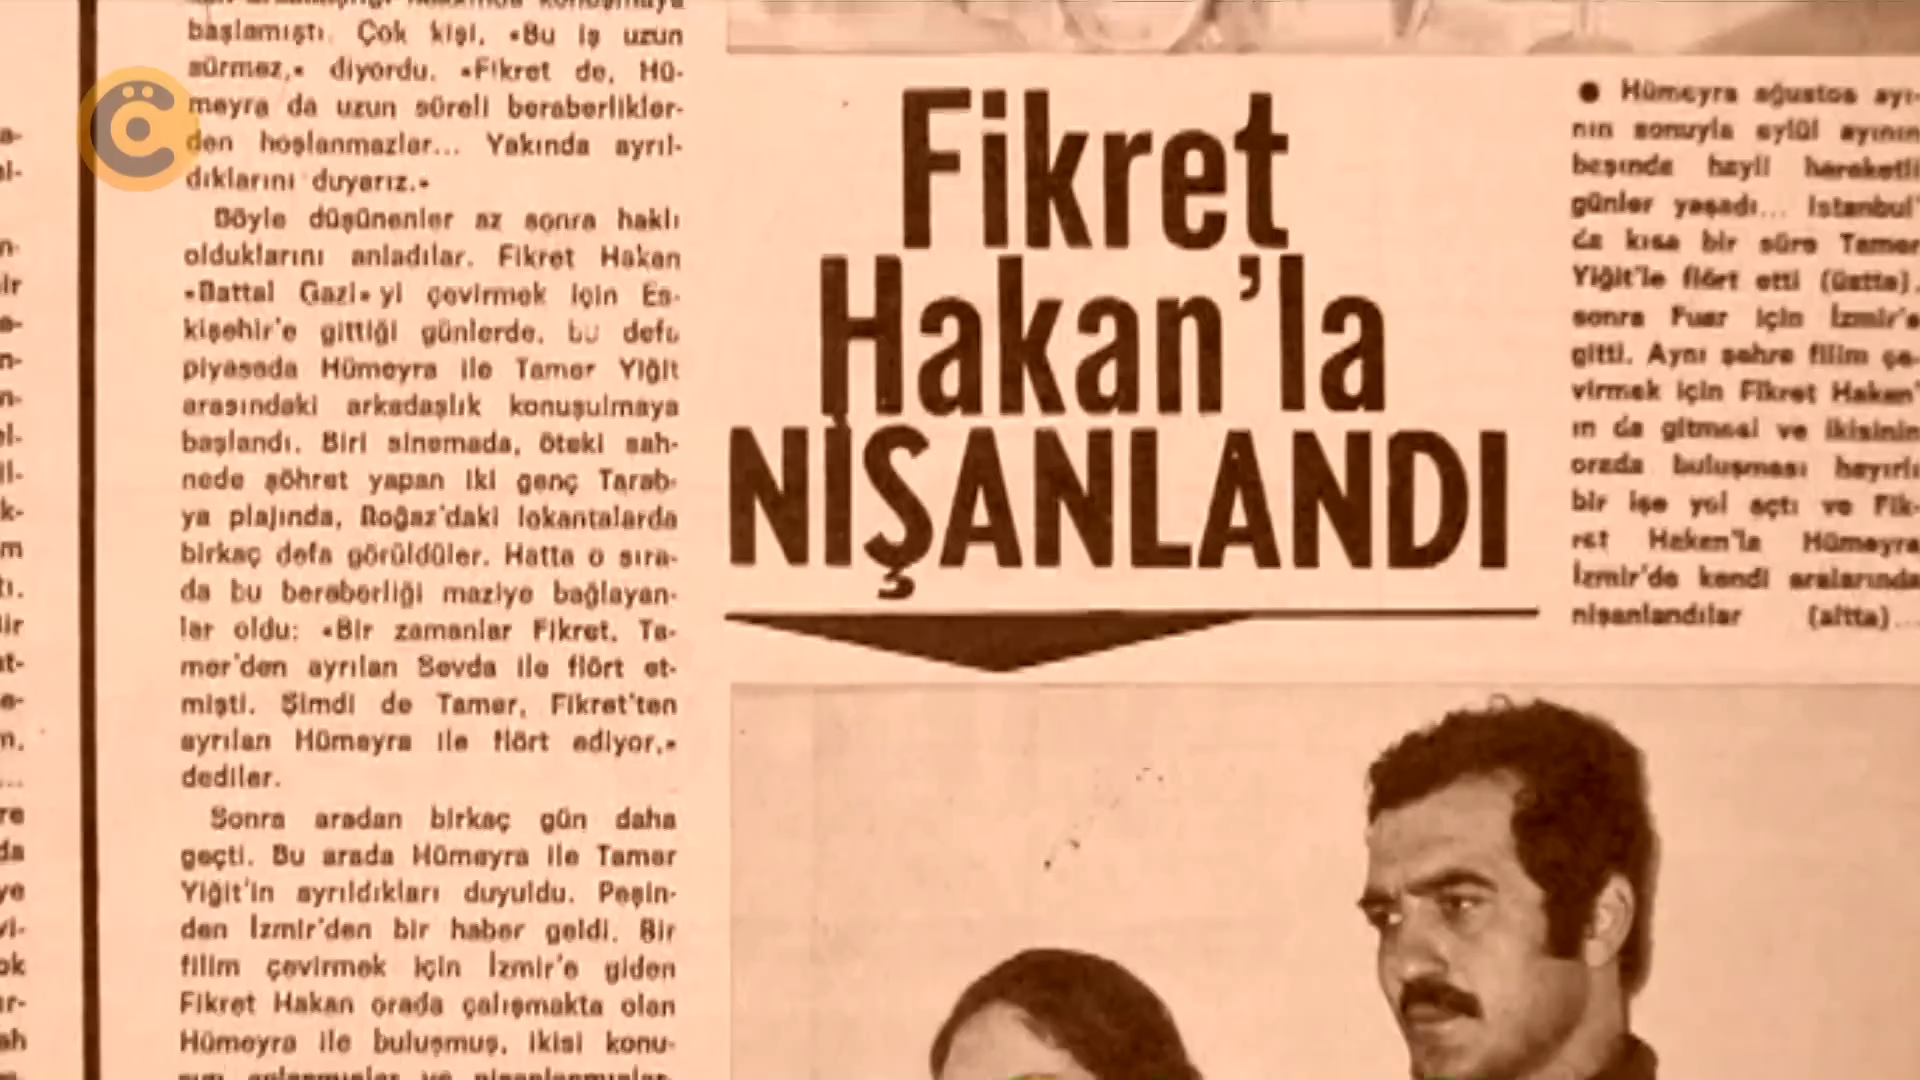 başlamıştı. Çok kişi, «Bu iş uzun
sürmez,» diyordu. «Fikret de, Hü-
meyra da uzun süreli beraberlikler-
den hoşlanmazlar... Yakında ayrıl-
dıklarını duyarız.»
Böyle düşünenler az sonra haklı
olduklarını anladılar. Fikret Hakan
«Battal Gazi» yi çevirmek için Es-
kişehir'e gittiği günlerde, bu defa
piyasada Hümeyra ile Tamer Yiğit
arasındaki arkadaşlık konuşulmaya
başlandı. Biri sinemada, öteki sah-
nede şöhret yapan iki genç Tarab-
ya plajında, Boğaz'daki lokantalarda
birkaç defa görüldüler. Hatta o sıra-
da bu beraberliği maziye bağlayan-
lar oldu: «Bir zamanlar Fikret, Ta-
mer'den ayrılan Sevda ile flört et-
mişti. Şimdi de Tamer, Fikret'ten
ayrılan Hümeyra ile flört ediyor,»
dediler.
Sonra aradan birkaç gün daha
geçti. Bu arada Hümeyra ile Tamer
Yiğit'in ayrıldıkları duyuldu. Peşin-
den İzmir'den bir haber geldi. Bir
filim çevirmek için İzmir'e giden
Fikret Hakan orada çalışmakta olan
Hümeyra ile buluşmuş, ikisi konu-
Fikret
Hakan'la
NİŞANLANDI
● Hümeyra ağustos ayı-
nın sonuyla eylül ayının
beşinde hayli hareketli
günler yaşadı... İstanbul'
da kısa bir süre Tamer
Yiğit'le flört etti (üstte),
sonra Fuar için İzmir'e
gitti. Aynı şehre filim çe-
virmek için Fikret Hakan'
ın da gitmesi ve ikisinin
orada buluşması hayırlı
bir işe yol açtı ve Fik-
ret Hakan'la Hümeyra
İzmir'de kendi aralarında
nişanlandılar (altta)...